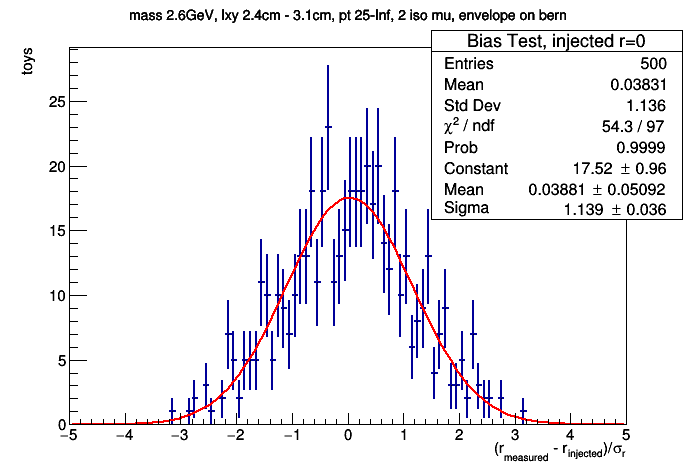 mass 2.6GeV, lxy 2.4cm - 3.1cm, pt 25-Inf, 2 iso mu, envelope on bern
Bias Test, injected r=0
Entries 500
Mean 0.03831
Std Dev 1.136
χ² / ndf 54.3 / 97
Prob 0.9999
Constant 17.52 ± 0.96
Mean 0.03881 ± 0.05092
Sigma 1.139 ± 0.036
toys
25
20
15
10
5
0
−5 −4 −3 −2 −1 0 1 2 3 4 5
(r_measured - r_injected)/σ_r